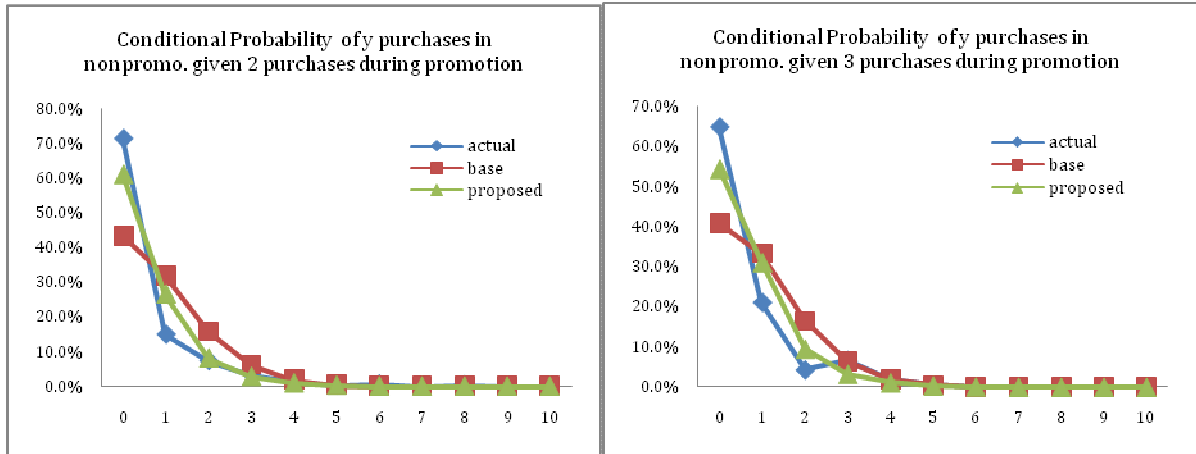 Conditional Probability of y purchases in
nonpromo. given 2 purchases during promotion
80.0%
70.0%
60.0%
50.0%
40.0%
30.0%
20.0%
10.0%
0.0%
actual
base
proposed
0 1 2 3 4 5 6 7 8 9 10
Conditional Probability of y purchases in
nonpromo. given 3 purchases during promotion
70.0%
60.0%
50.0%
40.0%
30.0%
20.0%
10.0%
0.0%
actual
base
proposed
0 1 2 3 4 5 6 7 8 9 10